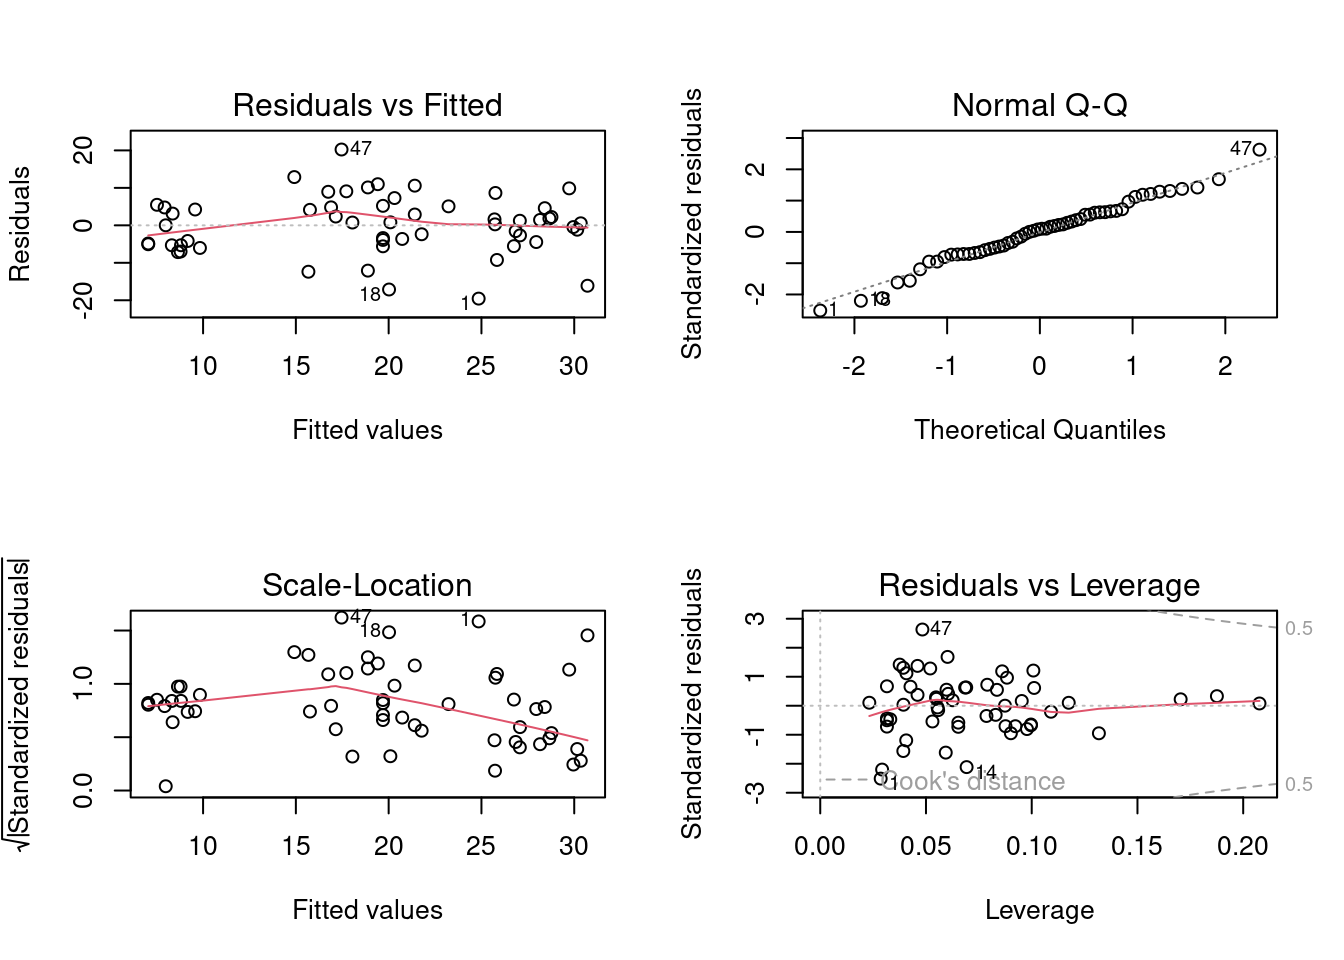 Residuals vs Fitted
Residuals
20
0
-20
47
18
1
10 15 20 25 30
Fitted values
Normal Q-Q
Standardized residuals
2
0
-2
47
18
1
-2 -1 0 1 2
Theoretical Quantiles
Scale-Location
√|Standardized residuals|
1.0
0.0
47
18
1
10 15 20 25 30
Fitted values
Residuals vs Leverage
Standardized residuals
3
1
-1
-3
47
14
1
Cook's distance
0.5
0.5
0.00 0.05 0.10 0.15 0.20
Leverage